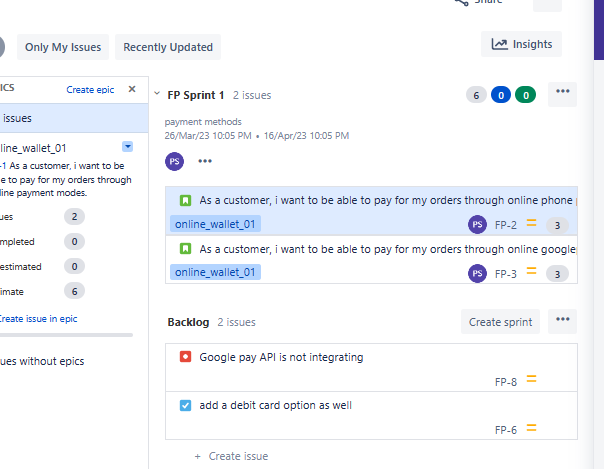 Share
Only My Issues
Recently Updated
Insights
ICS
Create epic
issues
FP Sprint 1 2 issues
6 0 0
payment methods
26/Mar/23 10:05 PM • 16/Apr/23 10:05 PM
PS
line_wallet_01
-1 As a customer, i want to be
e to pay for my orders through
line payment modes.
ues 2
mpleted 0
estimated 0
imate 6
Create issue in epic
ues without epics
As a customer, i want to be able to pay for my orders through online phone
online_wallet_01
PS FP-2 3
As a customer, i want to be able to pay for my orders through online google
online_wallet_01
PS FP-3 3
Backlog 2 issues
Create sprint
Google pay API is not integrating
FP-8
add a debit card option as well
FP-6
+ Create issue